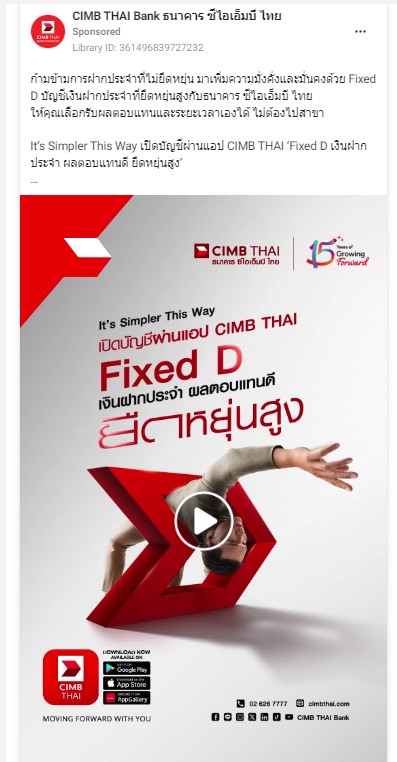 CIMB THAI Bank ธนาคาร ซีไอเอ็มบี ไทย
Sponsored
Library ID: 361496839727232
ก้ามข้ามการฝากประจำที่ไม่ยืดหยุ่น มาเพิ่มความมั่งคั่งและมั่นคงด้วย Fixed
D บัญชีเงินฝากประจำที่ยืดหยุ่นสูงกับธนาคาร ซีไอเอ็มบี ไทย
ให้คุณเลือกรับผลตอบแทนและระยะเวลาเองได้ ไม่ต้องไปสาขา
It's Simpler This Way เปิดบัญชีผ่านแอป CIMB THAI 'Fixed D เงินฝาก
ประจำ ผลตอบแทนดี ยืดหยุ่นสูง'
...
CIMB THAI
ธนาคาร ซีไอเอ็มบี ไทย
15 Years of
Growing
Forward
It's Simpler This Way
เปิดบัญชีผ่านแอป CIMB THAI
Fixed D
เงินฝากประจำ ผลตอบแทนดี
ยืดหยุ่นสูง
CIMB
THAI
DOWNLOAD NOW
AVAILABLE ON
GET IT ON
Google Play
Download on the
App Store
EXPLORE IT ON
AppGallery
MOVING FORWARD WITH YOU
02 626 7777 cimbthai.com
CIMB THAI Bank